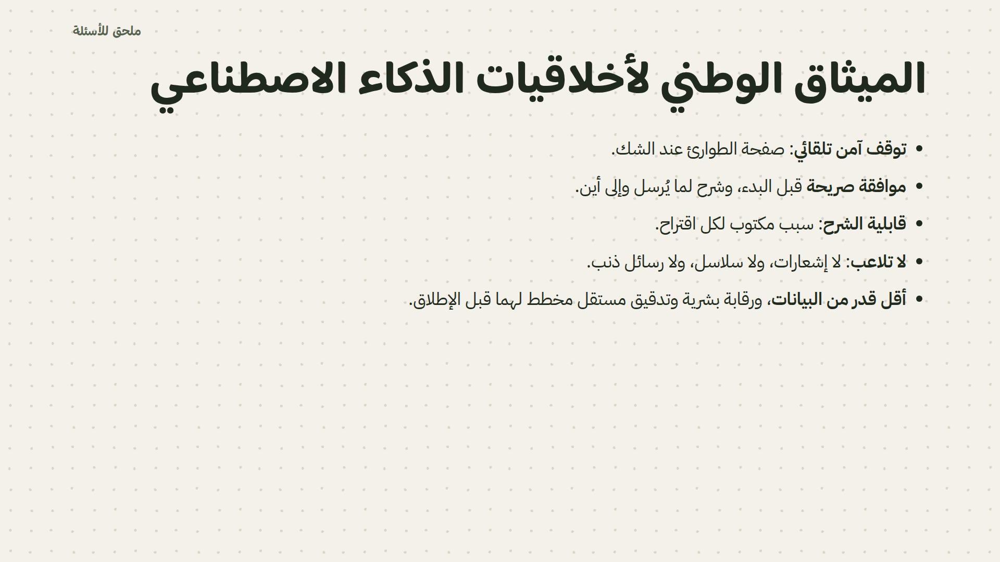 ملحق للأسئلة
الميثاق الوطني لأخلاقيات الذكاء الاصطناعي
• توقف آمن تلقائي: صفحة الطوارئ عند الشك.
• موافقة صريحة قبل البدء، وشرح لما يُرسل وإلى أين.
• قابلية الشرح: سبب مكتوب لكل اقتراح.
• لا تلاعب: لا إشعارات، ولا سلاسل، ولا رسائل ذنب.
• أقل قدر من البيانات، ورقابة بشرية وتدقيق مستقل مخطط لهما قبل الإطلاق.